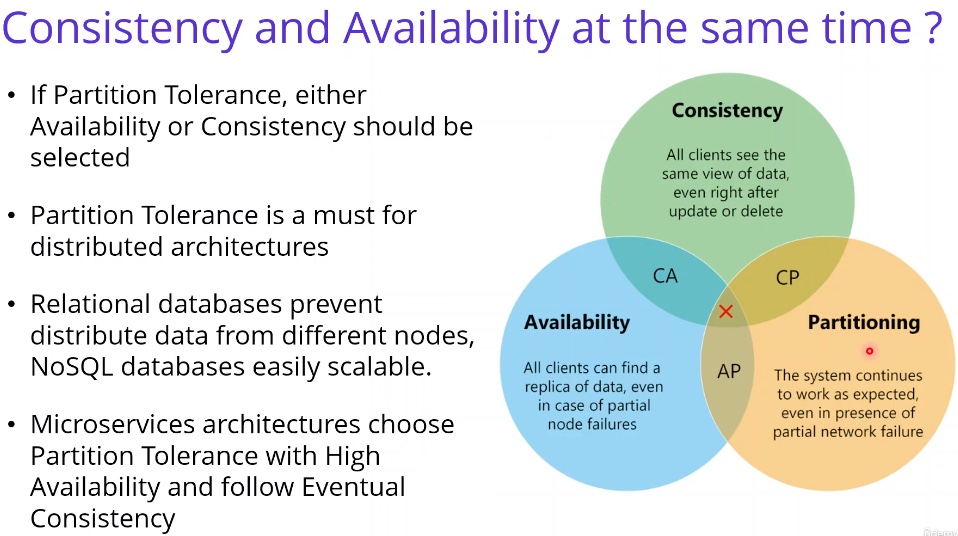 Consistency and Availability at the same time ?
• If Partition Tolerance, either
Availability or Consistency should be
selected
• Partition Tolerance is a must for
distributed architectures
• Relational databases prevent
distribute data from different nodes,
NoSQL databases easily scalable.
• Microservices architectures choose
Partition Tolerance with High
Availability and follow Eventual
Consistency
Consistency
All clients see the
same view of data,
even right after
update or delete
CA
CP
Availability
All clients can find a
replica of data, even
in case of partial
node failures
AP
Partitioning
The system continues
to work as expected,
even in presence of
partial network failure
Udemy